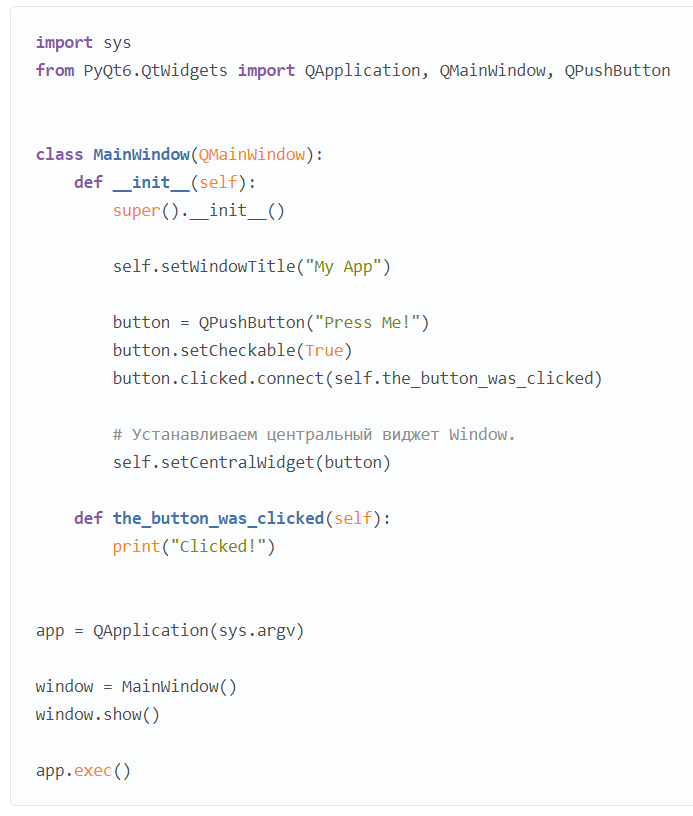 import sys
from PyQt6.QtWidgets import QApplication, QMainWindow, QPushButton
class MainWindow(QMainWindow):
def __init__(self):
super().__init__()
self.setWindowTitle("My App")
button = QPushButton("Press Me!")
button.setCheckable(True)
button.clicked.connect(self.the_button_was_clicked)
# Устанавливаем центральный виджет Window.
self.setCentralWidget(button)
def the_button_was_clicked(self):
print("Clicked!")
app = QApplication(sys.argv)
window = MainWindow()
window.show()
app.exec()